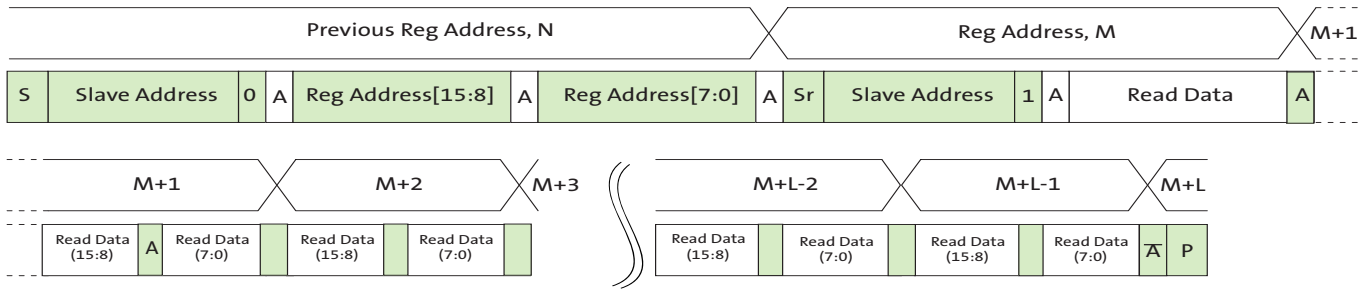 Previous Reg Address, N Reg Address, M M+1
S Slave Address 0 A Reg Address[15:8] A Reg Address[7:0] A Sr Slave Address 1 A Read Data A
M+1 M+2 M+3 M+L-2 M+L-1 M+L
Read Data A Read Data Read Data Read Data Read Data Read Data Read Data Read Data A̅ P
(15:8) (7:0) (15:8) (7:0) (15:8) (7:0) (15:8) (7:0)